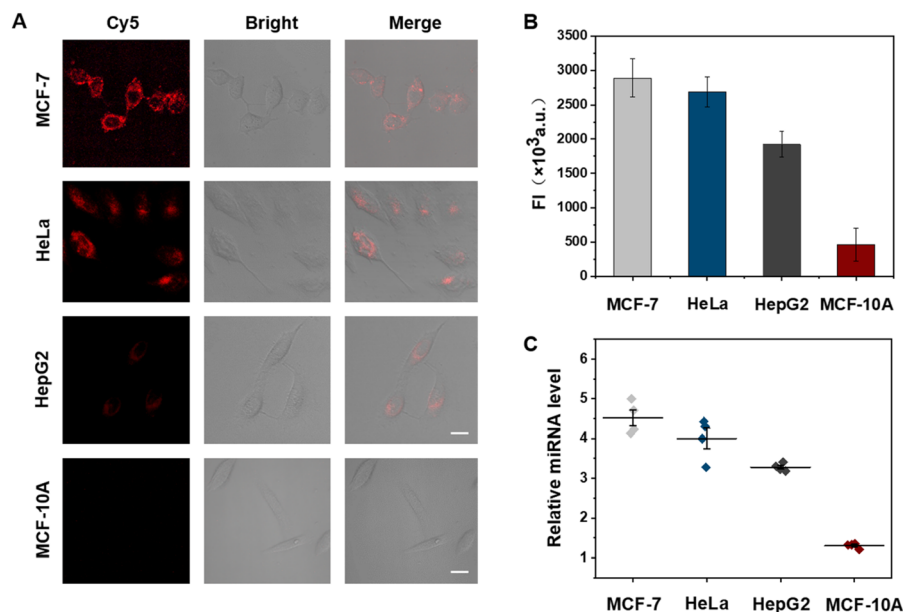 A
Cy5 Bright Merge
MCF-7
HeLa
HepG2
MCF-10A
B
FI (×10³a.u.)
3500
3000
2500
2000
1500
1000
500
0
MCF-7 HeLa HepG2 MCF-10A
C
Relative miRNA level
6
5
4
3
2
1
MCF-7 HeLa HepG2 MCF-10A